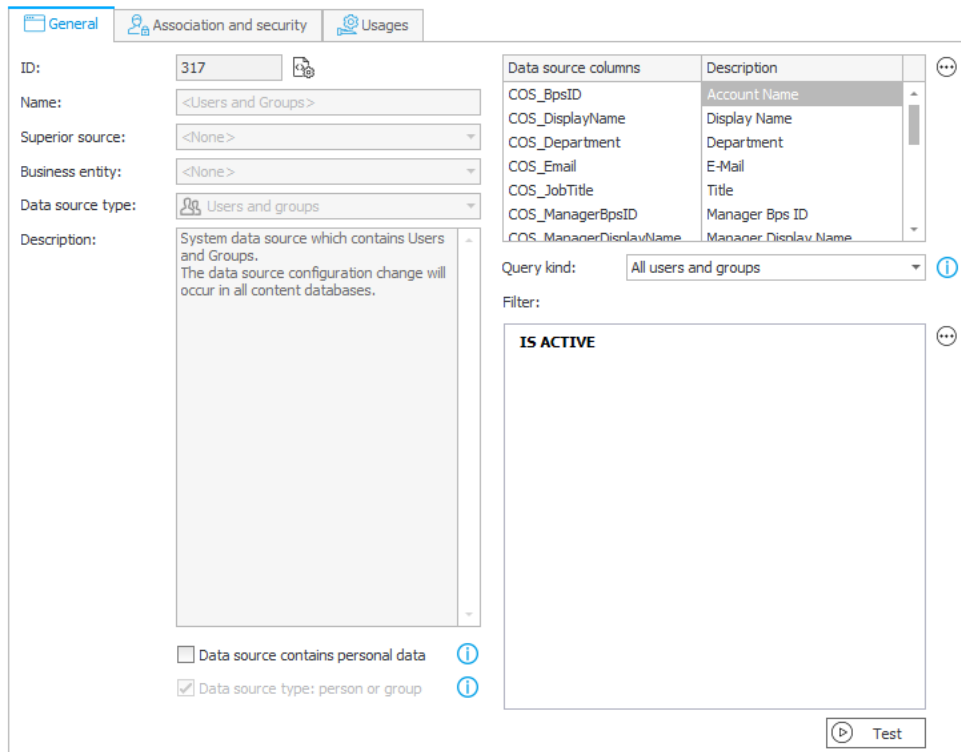 General
Association and security
Usages
ID:
317
Name:
<Users and Groups>
Superior source:
<None>
Business entity:
<None>
Data source type:
Users and groups
Description:
System data source which contains Users
and Groups.
The data source configuration change will
occur in all content databases.
Data source contains personal data
Data source type: person or group
Data source columns Description
COS_BpsID Account Name
COS_DisplayName Display Name
COS_Department Department
COS_Email E-Mail
COS_JobTitle Title
COS_ManagerBpsID Manager Bps ID
COS_ManagerDisplayName Manager Display Name
Query kind:
All users and groups
Filter:
IS ACTIVE
Test